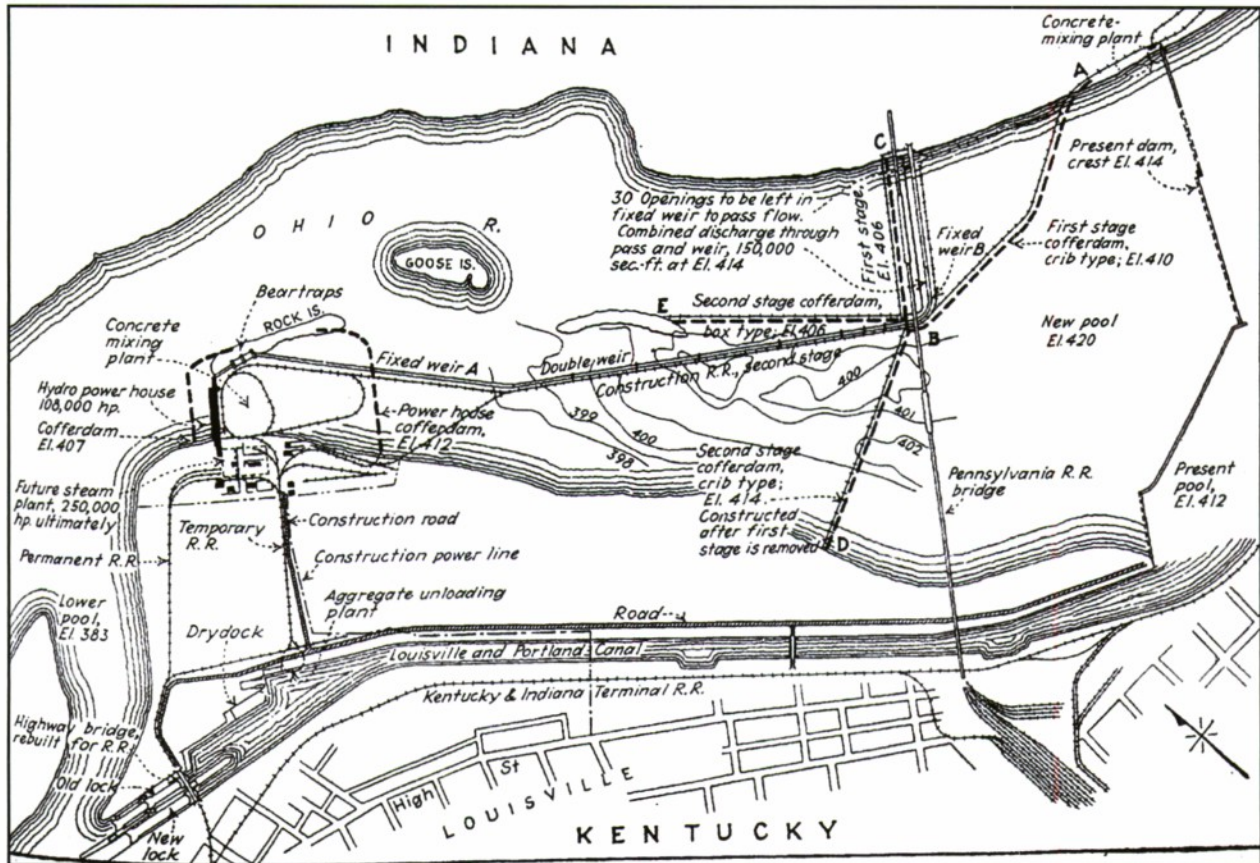 INDIANA
Concrete-
mixing plant
A
Present dam,
crest El. 414
C
30 Openings to be left in
fixed weir to pass flow.
Combined discharge through
pass and weir, 150,000
sec.-ft. at El. 414
First stage,
El. 406
Fixed
weir B
First stage
cofferdam,
crib type; El. 410
OHIO R.
GOOSE IS.
Beartraps
ROCK IS.
Concrete
mixing
plant
E
Second stage cofferdam,
box type; El. 406
B
New pool
El. 420
Fixed weir A
Double weir
Construction R.R., second stage
400
401
402
399
400
398
Hydro power house
108,000 hp.
Cofferdam
El. 407
Power house
cofferdam,
El. 412
Second stage
cofferdam,
crib type;
El. 414
Constructed
after first
stage is removed
D
Pennsylvania R.R.
bridge
Present
pool,
El. 412
Future steam
plant, 250,000
hp. ultimately
Permanent R.R.
Temporary
R.R.
Construction road
Construction power line
Aggregate unloading
plant
Lower
pool,
El. 383
Drydock
Road
Louisville and Portland Canal
Kentucky & Indiana Terminal R.R.
Highway bridge,
rebuilt for R.R.
Old lock
New
lock
High St
LOUISVILLE
KENTUCKY